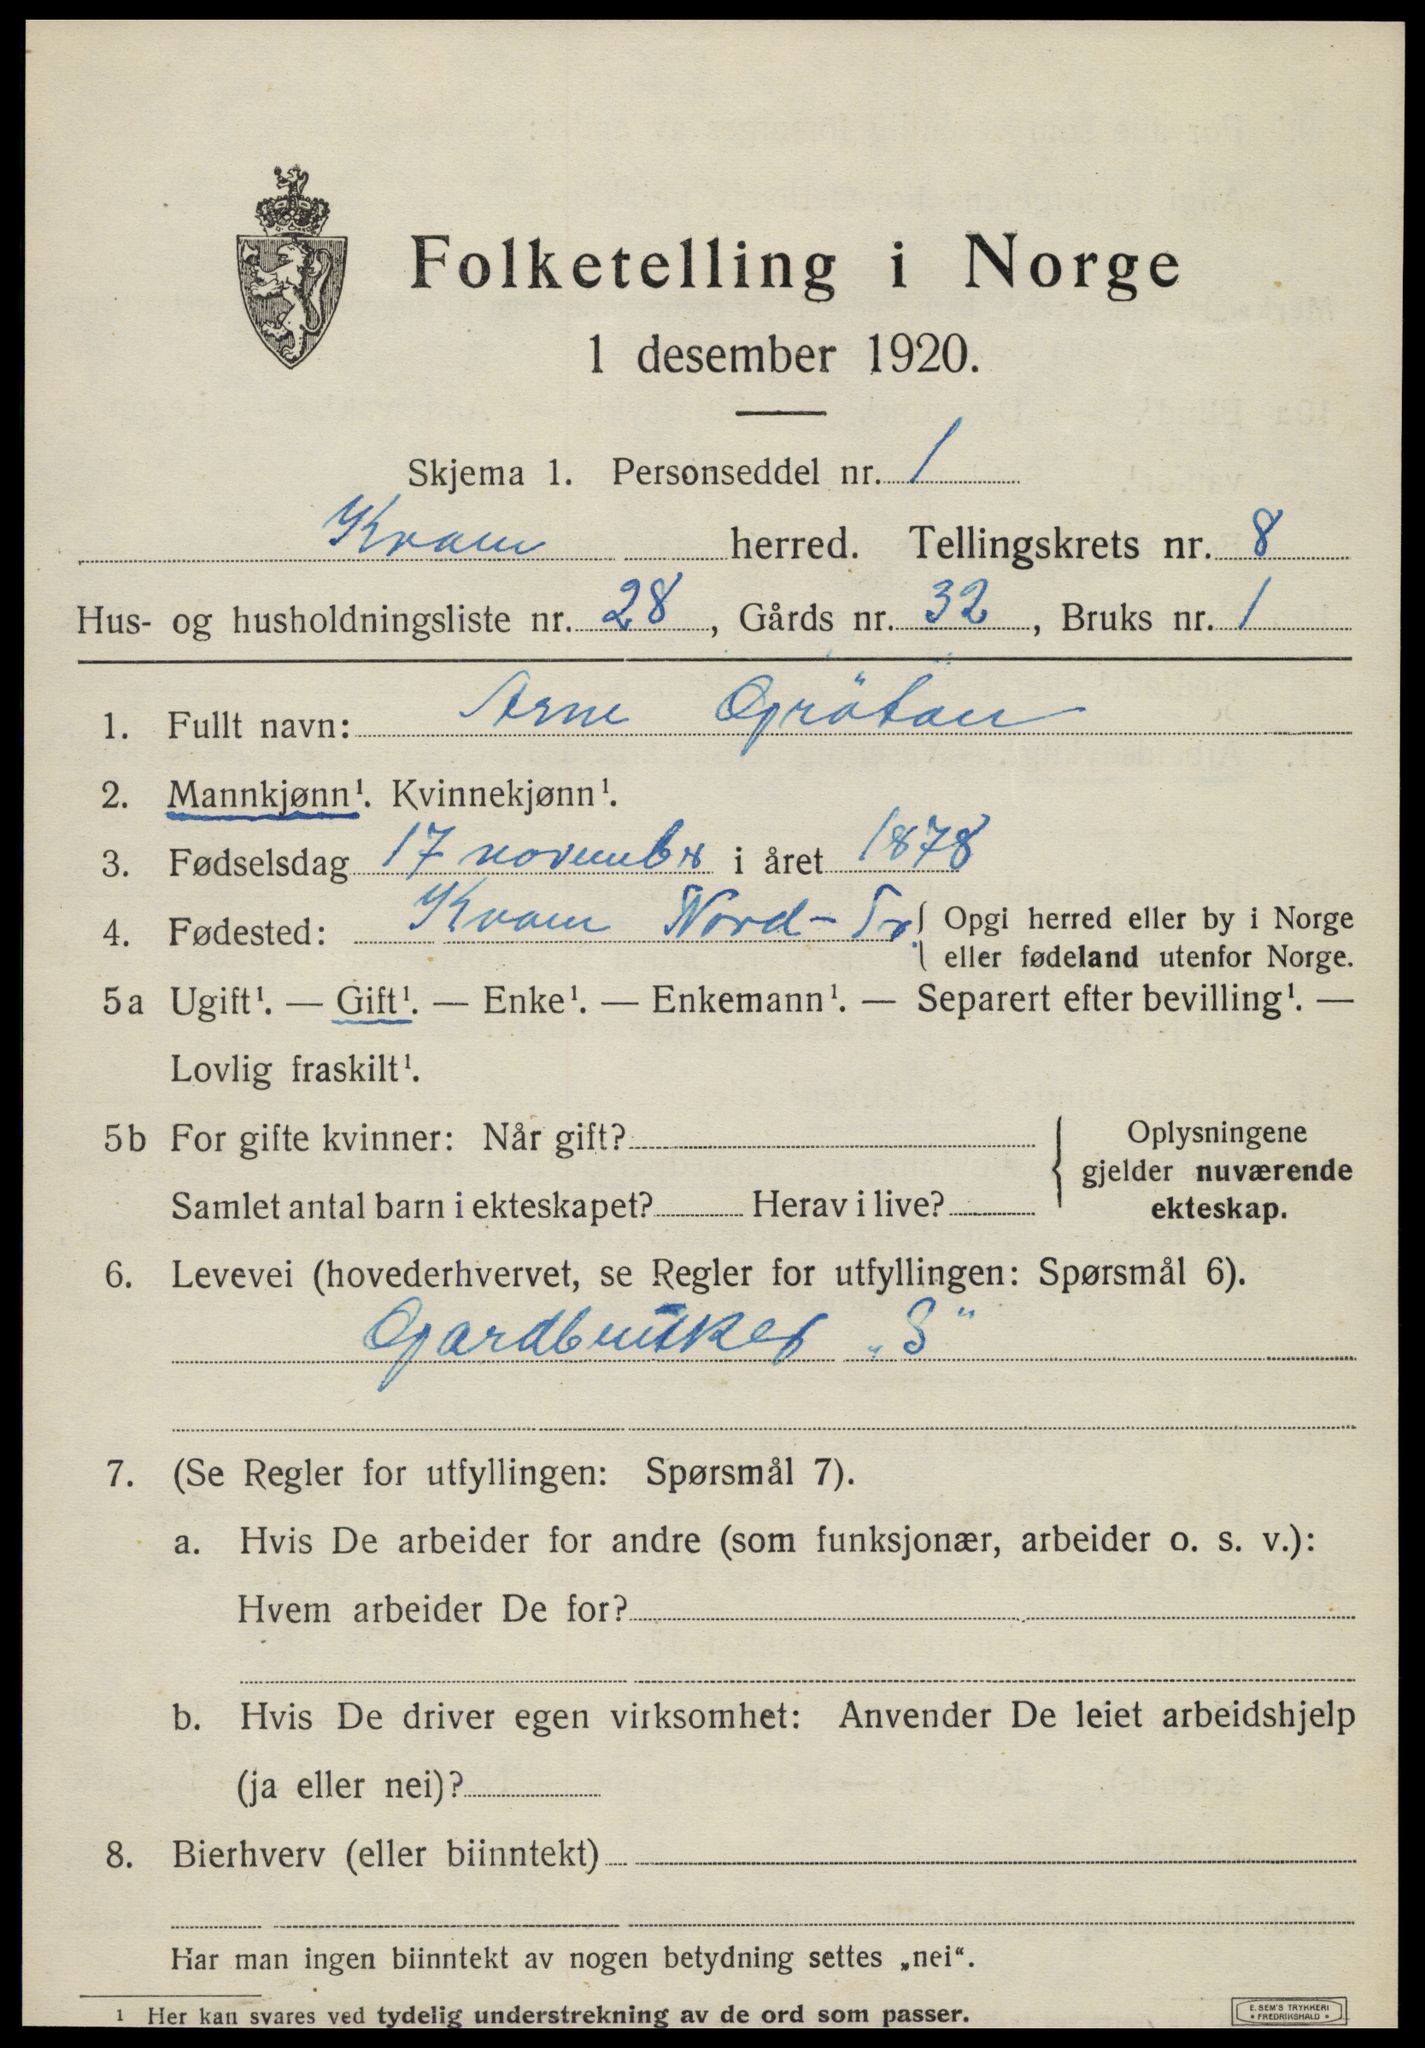 Folketelling i Norge
1 desember 1920.
Skjema 1. Personseddel nr. 1
Kvam herred. Tellingskrets nr. 8
Hus- og husholdningsliste nr. 28, Gårds nr. 32, Bruks nr. 1
1. Fullt navn: Arne Grötan
2. Mannkjønn¹. Kvinnekjønn¹.
3. Fødselsdag 17 november i året 1878
4. Fødested: Kvam Nord-Tr. { Opgi herred eller by i Norge
eller fødeland utenfor Norge.
5a Ugift¹. — Gift¹. — Enke¹. — Enkemann¹. — Separert efter bevilling¹. —
Lovlig fraskilt¹.
5b For gifte kvinner: Når gift? { Oplysningene
gjelder nuværende
Samlet antal barn i ekteskapet? Herav i live? ekteskap.
6. Levevei (hovederhvervet, se Regler for utfyllingen: Spørsmål 6).
Gardbruker „S"
7. (Se Regler for utfyllingen: Spørsmål 7).
a. Hvis De arbeider for andre (som funksjonær, arbeider o. s. v.):
Hvem arbeider De for?
b. Hvis De driver egen virksomhet: Anvender De leiet arbeidshjelp
(ja eller nei)?
8. Bierhverv (eller biinntekt)
Har man ingen biinntekt av nogen betydning settes „nei“.
¹ Her kan svares ved tydelig understrekning av de ord som passer.
E. SEM'S TRYKKERI
• FREDRIKSHALD •